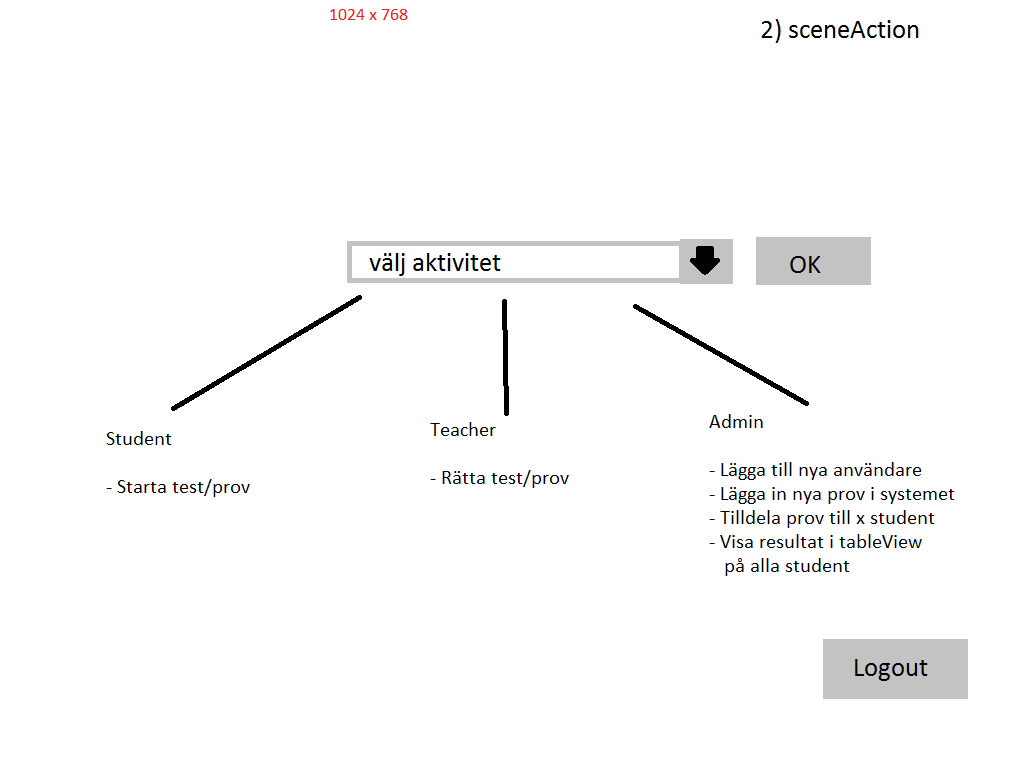 1024 x 768
2) sceneAction
välj aktivitet
OK
Student
- Starta test/prov
Teacher
- Rätta test/prov
Admin
- Lägga till nya användare
- Lägga in nya prov i systemet
- Tilldela prov till x student
- Visa resultat i tableView
på alla student
Logout